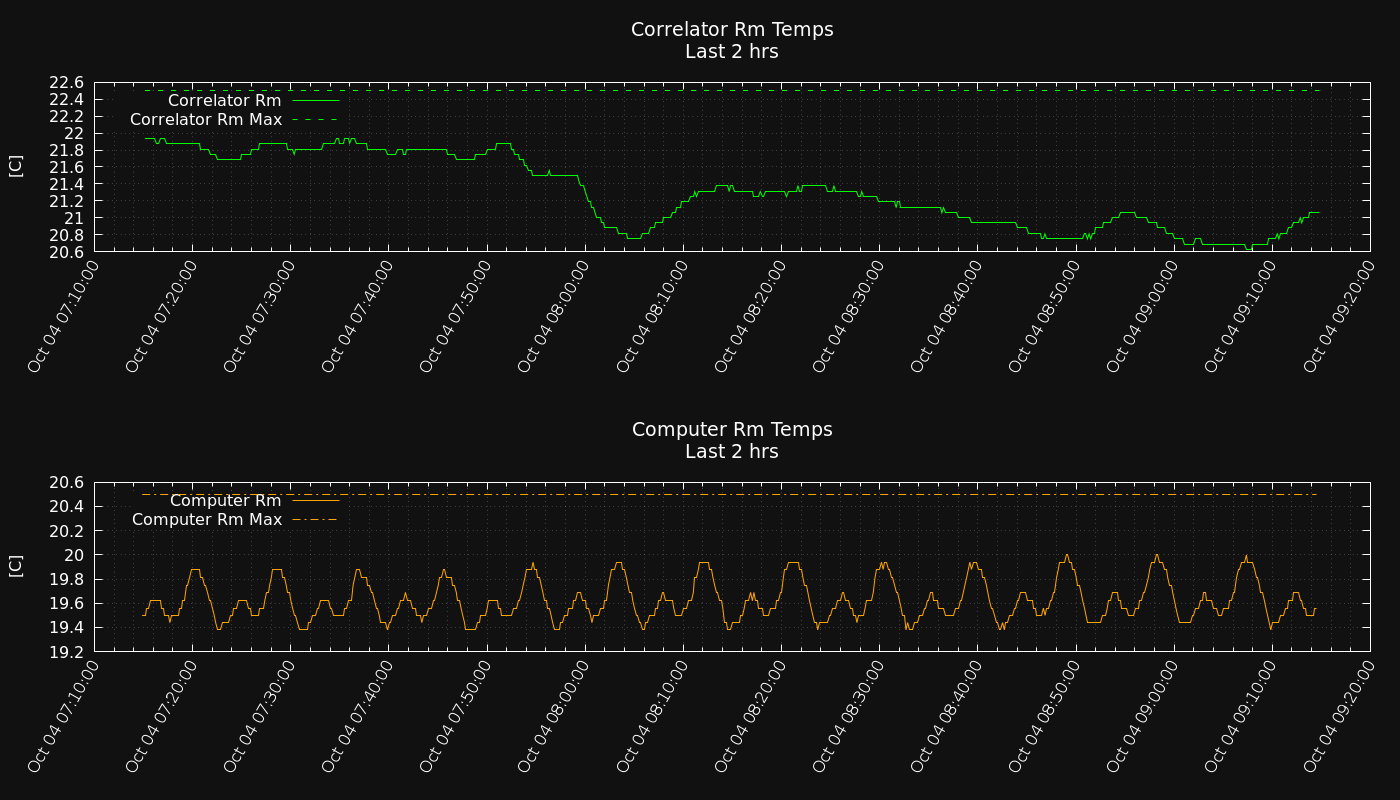 Correlator Rm Temps
Last 2 hrs
22.6
22.4
22.2
22
21.8
21.6
21.4
21.2
21
20.8
20.6
[C]
Correlator Rm
Correlator Rm Max
Oct 04 07:10:00
Oct 04 07:20:00
Oct 04 07:30:00
Oct 04 07:40:00
Oct 04 07:50:00
Oct 04 08:00:00
Oct 04 08:10:00
Oct 04 08:20:00
Oct 04 08:30:00
Oct 04 08:40:00
Oct 04 08:50:00
Oct 04 09:00:00
Oct 04 09:10:00
Oct 04 09:20:00
Computer Rm Temps
Last 2 hrs
20.6
20.4
20.2
20
19.8
19.6
19.4
19.2
[C]
Computer Rm
Computer Rm Max
Oct 04 07:10:00
Oct 04 07:20:00
Oct 04 07:30:00
Oct 04 07:40:00
Oct 04 07:50:00
Oct 04 08:00:00
Oct 04 08:10:00
Oct 04 08:20:00
Oct 04 08:30:00
Oct 04 08:40:00
Oct 04 08:50:00
Oct 04 09:00:00
Oct 04 09:10:00
Oct 04 09:20:00